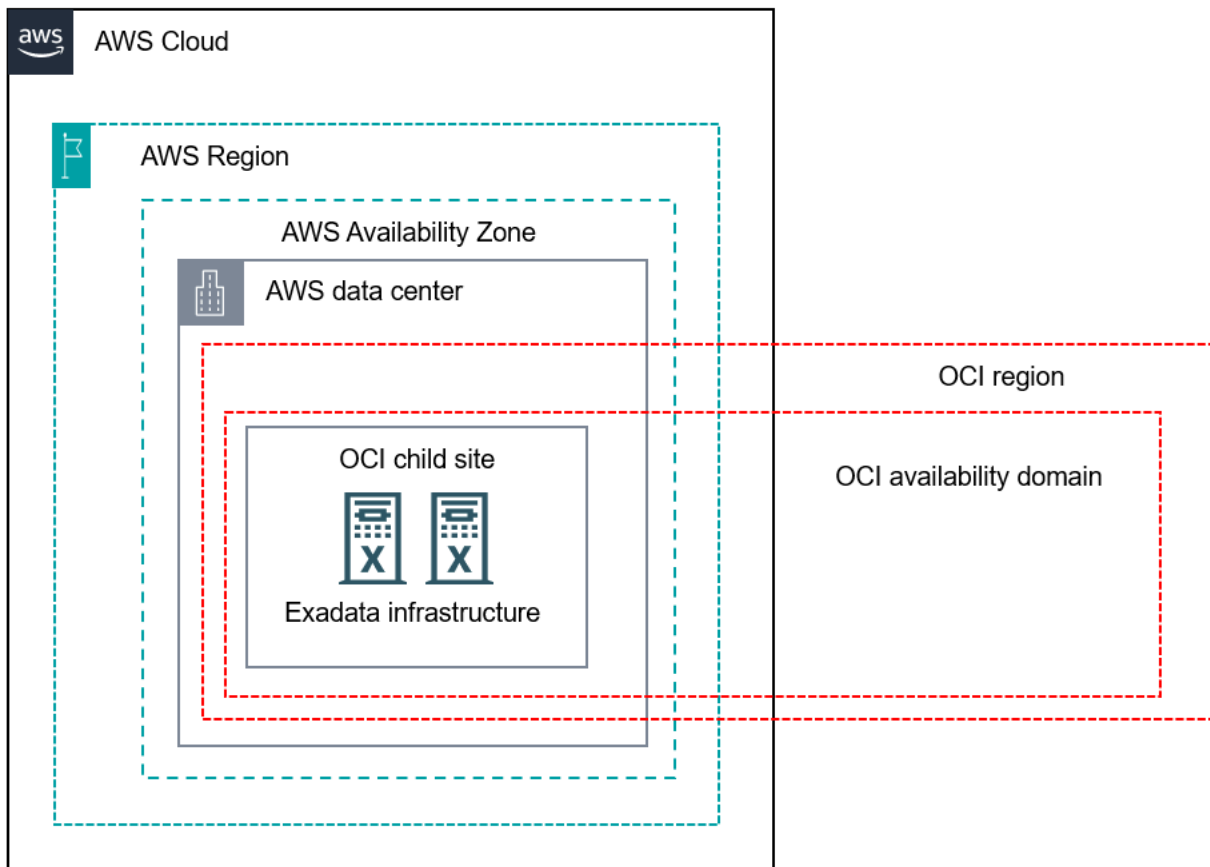 aws
AWS Cloud
AWS Region
AWS Availability Zone
AWS data center
OCI region
OCI child site
OCI availability domain
X X
Exadata infrastructure